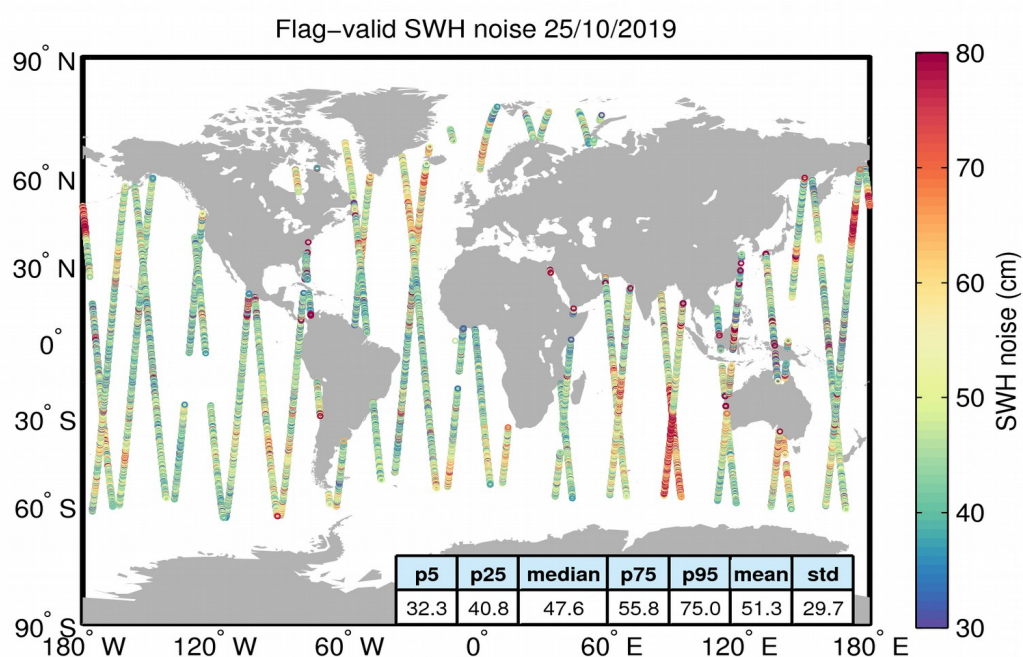 Flag−valid SWH noise 25/10/2019
90° N
60° N
30° N
0°
30° S
60° S
90° S
180° W
120° W
60° W
0°
60° E
120° E
180° E
80
70
60
50
40
30
SWH noise (cm)
p5 p25 median p75 p95 mean std
32.3 40.8 47.6 55.8 75.0 51.3 29.7